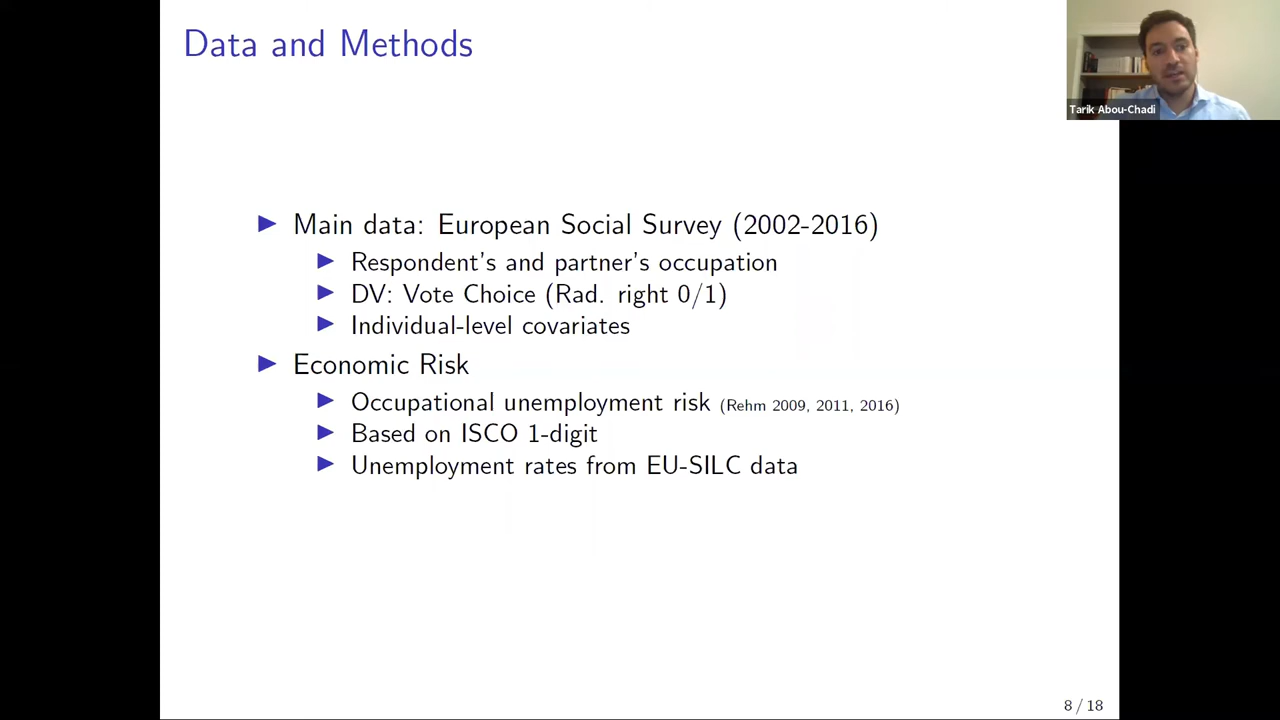 Data and Methods
Tarik Abou-Chadi
Main data: European Social Survey (2002-2016)
Respondent's and partner's occupation
DV: Vote Choice (Rad. right 0/1)
Individual-level covariates
Economic Risk
Occupational unemployment risk (Rehm 2009, 2011, 2016)
Based on ISCO 1-digit
Unemployment rates from EU-SILC data
8 / 18